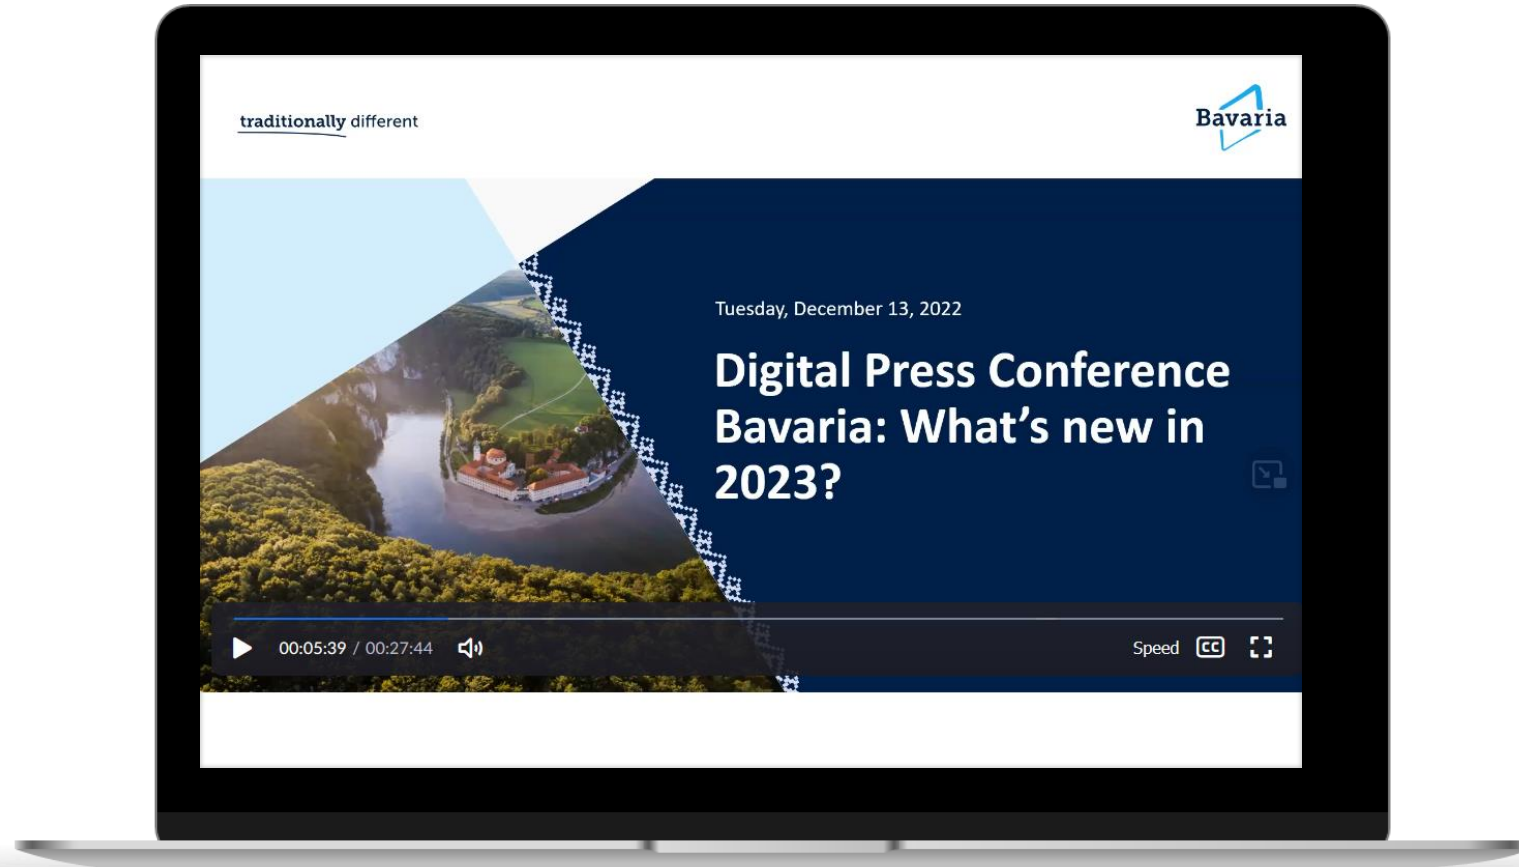 traditionally different
Bavaria
Tuesday, December 13, 2022
Digital Press Conference
Bavaria: What’s new in
2023?
00:05:39 / 00:27:44
Speed
CC